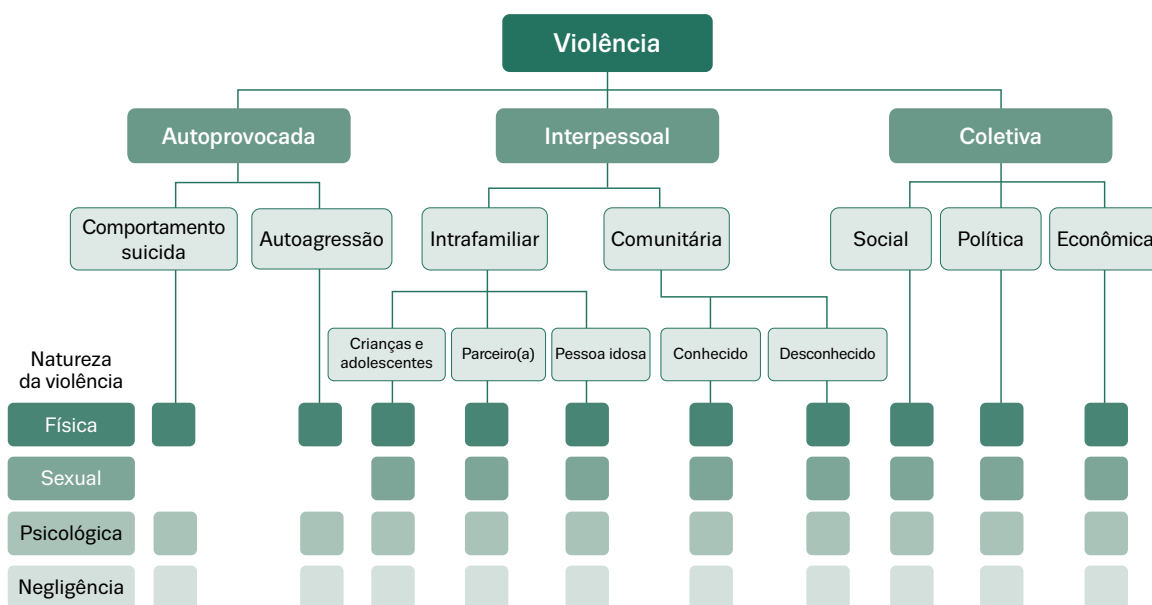 Violência
Autoprovocada
Interpessoal
Coletiva
Comportamento
suicida
Autoagressão
Intrafamiliar
Comunitária
Social
Política
Econômica
Crianças e
adolescentes
Parceiro(a)
Pessoa idosa
Conhecido
Desconhecido
Natureza
da violência
Física
Sexual
Psicológica
Negligência